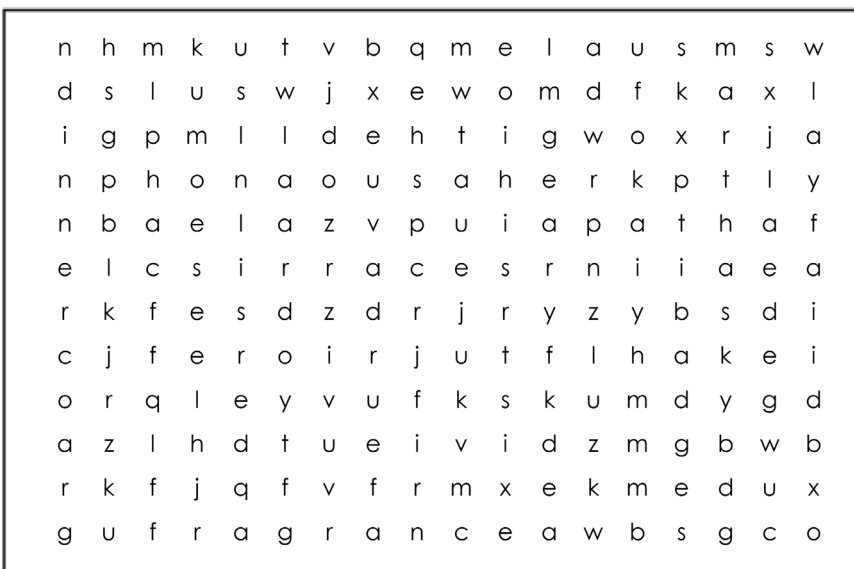 n h m k u t v b q m e l a u s m s w
d s l u s w j x e w o m d f k a x l
i g p m l l d e h t i g w o x r j a
n p h o n a o u s a h e r k p t l y
n b a e l a z v p u i a p a t h a f
e l c s i r r a c e s r n i i a e a
r k f e s d z d r j r y z y b s d i
c j f e r o i r j u t f l h a k e i
o r q l e y v u f k s k u m d y g d
a z l h d t u e i v i d z m g b w b
r k f j q f v f r m x e k m e d u x
g u f r a g r a n c e a w b s g c o